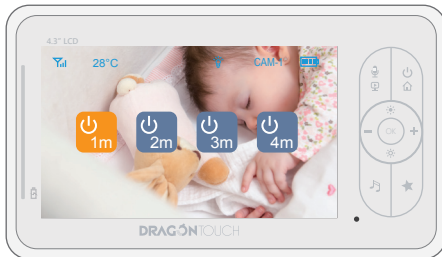 4.3" LCD
28°C CAM-1
1m 2m 3m 4m
OK
DRAGONTOUCH